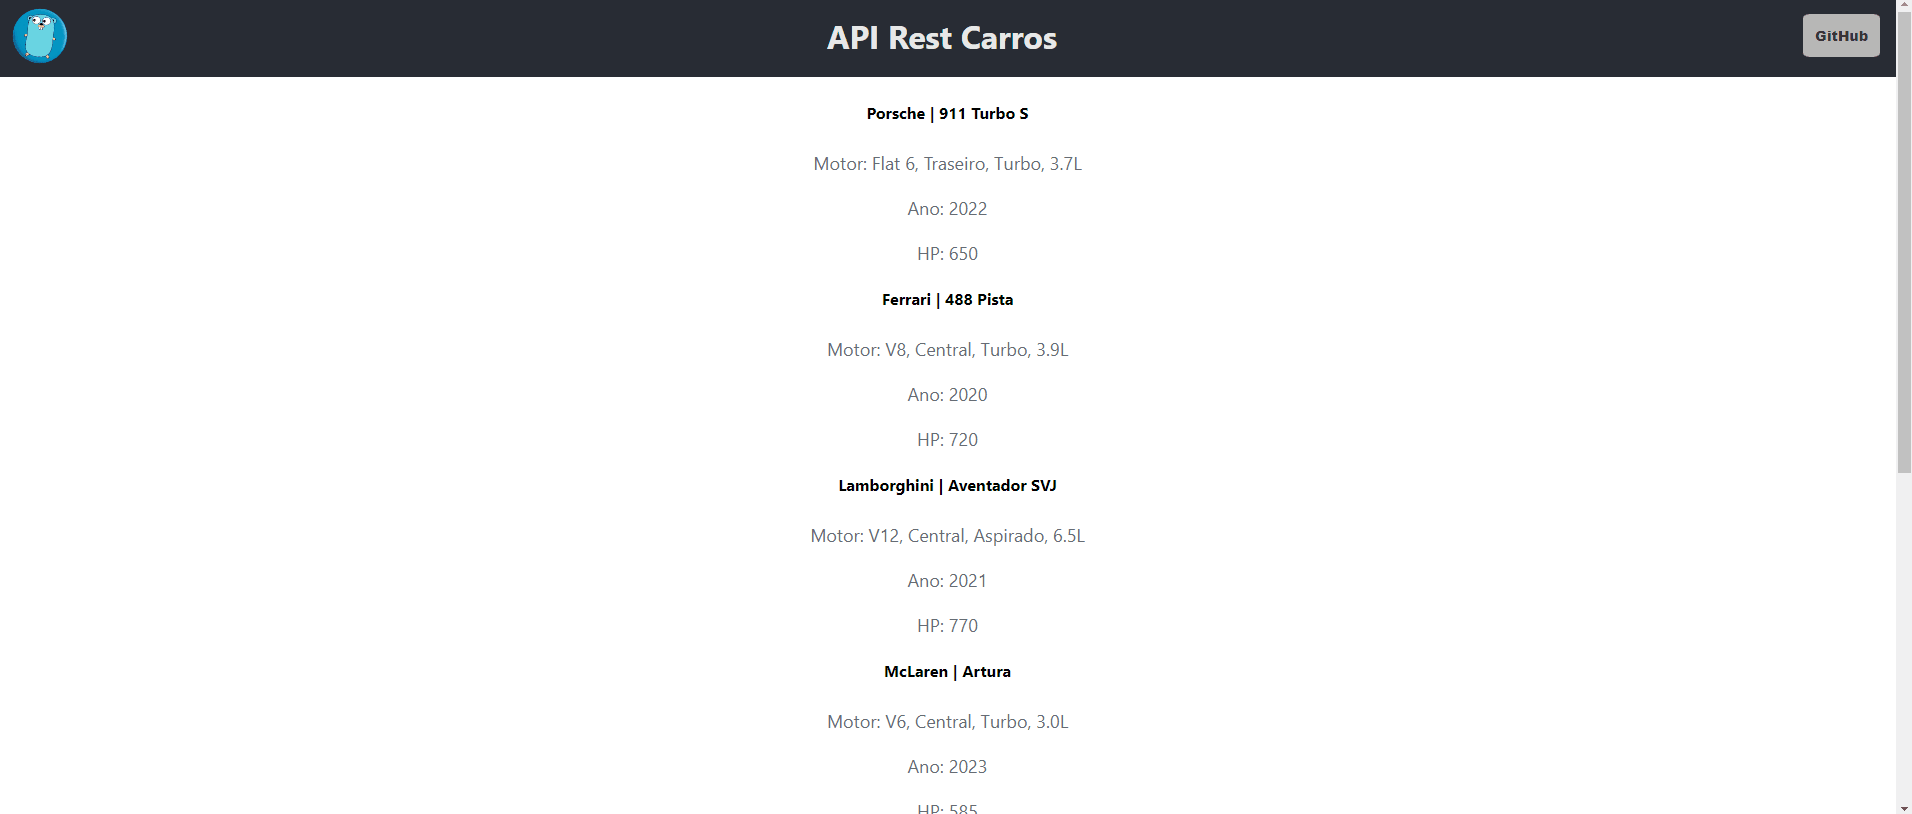 API Rest Carros
GitHub
Porsche | 911 Turbo S
Motor: Flat 6, Traseiro, Turbo, 3.7L
Ano: 2022
HP: 650
Ferrari | 488 Pista
Motor: V8, Central, Turbo, 3.9L
Ano: 2020
HP: 720
Lamborghini | Aventador SVJ
Motor: V12, Central, Aspirado, 6.5L
Ano: 2021
HP: 770
McLaren | Artura
Motor: V6, Central, Turbo, 3.0L
Ano: 2023
HP: 585